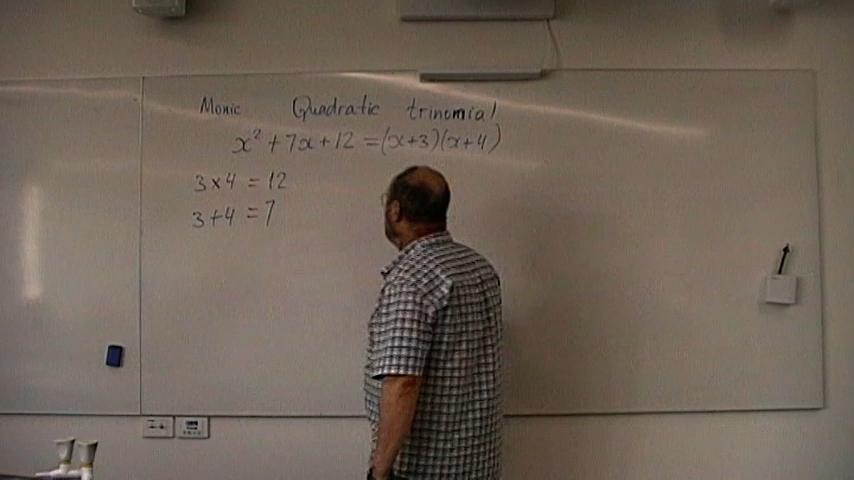 Monic Quadratic trinomial
x² + 7x + 12 = (x+3)(x+4)
3 × 4 = 12
3 + 4 = 7